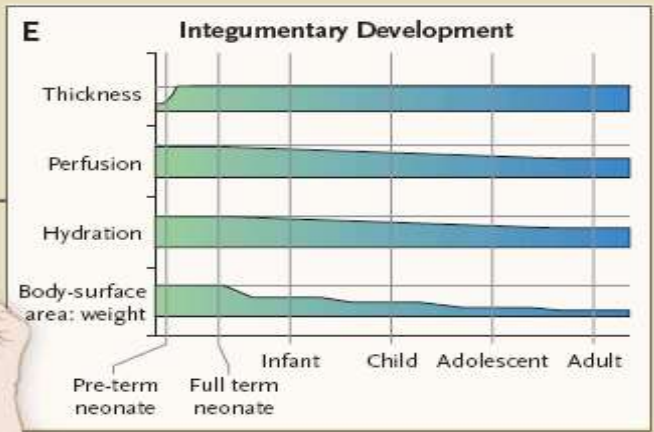 E
Integumentary Development
Thickness
Perfusion
Hydration
Body-surface
area: weight
Infant
Child
Adolescent
Adult
Pre-term
neonate
Full term
neonate